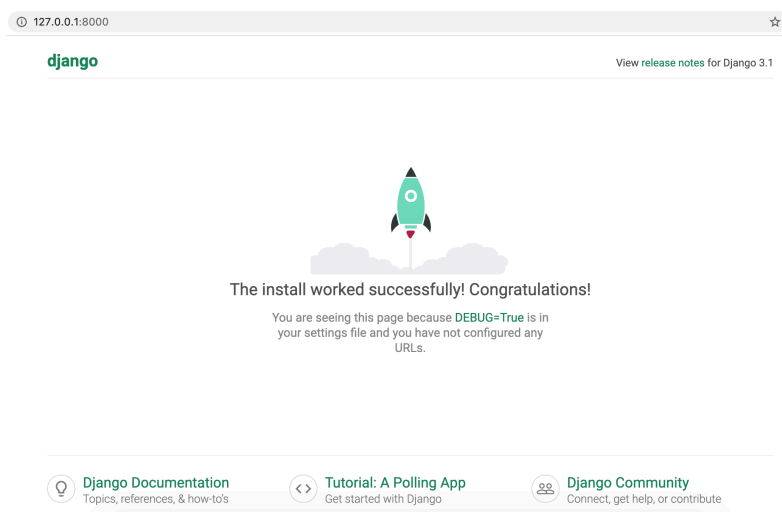 127.0.0.1:8000
django
View release notes for Django 3.1
The install worked successfully! Congratulations!
You are seeing this page because DEBUG=True is in
your settings file and you have not configured any
URLs.
Django Documentation
Topics, references, & how-to's
Tutorial: A Polling App
Get started with Django
Django Community
Connect, get help, or contribute